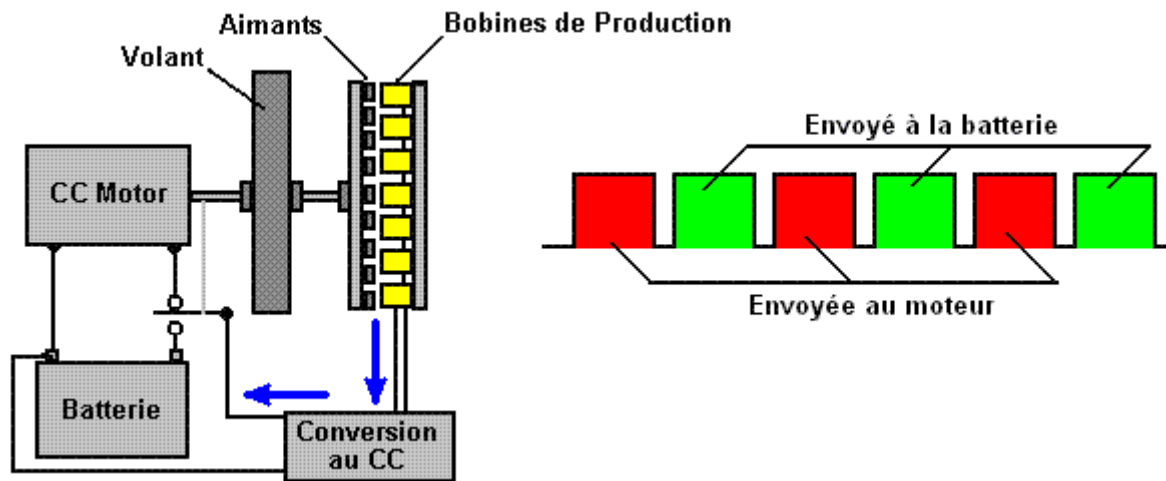 Aimants
Bobines de Production
Volant
CC Motor
Batterie
Conversion
au CC
Envoyé à la batterie
Envoyée au moteur